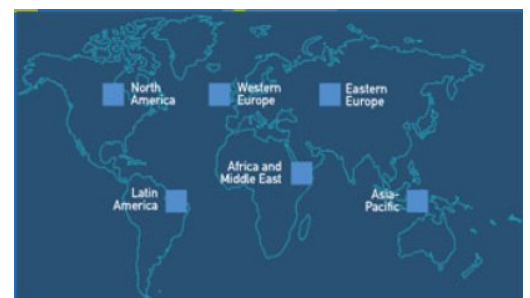 North
America
Western
Europe
Eastern
Europe
Africa and
Middle East
Latin
America
Asia-
Pacific